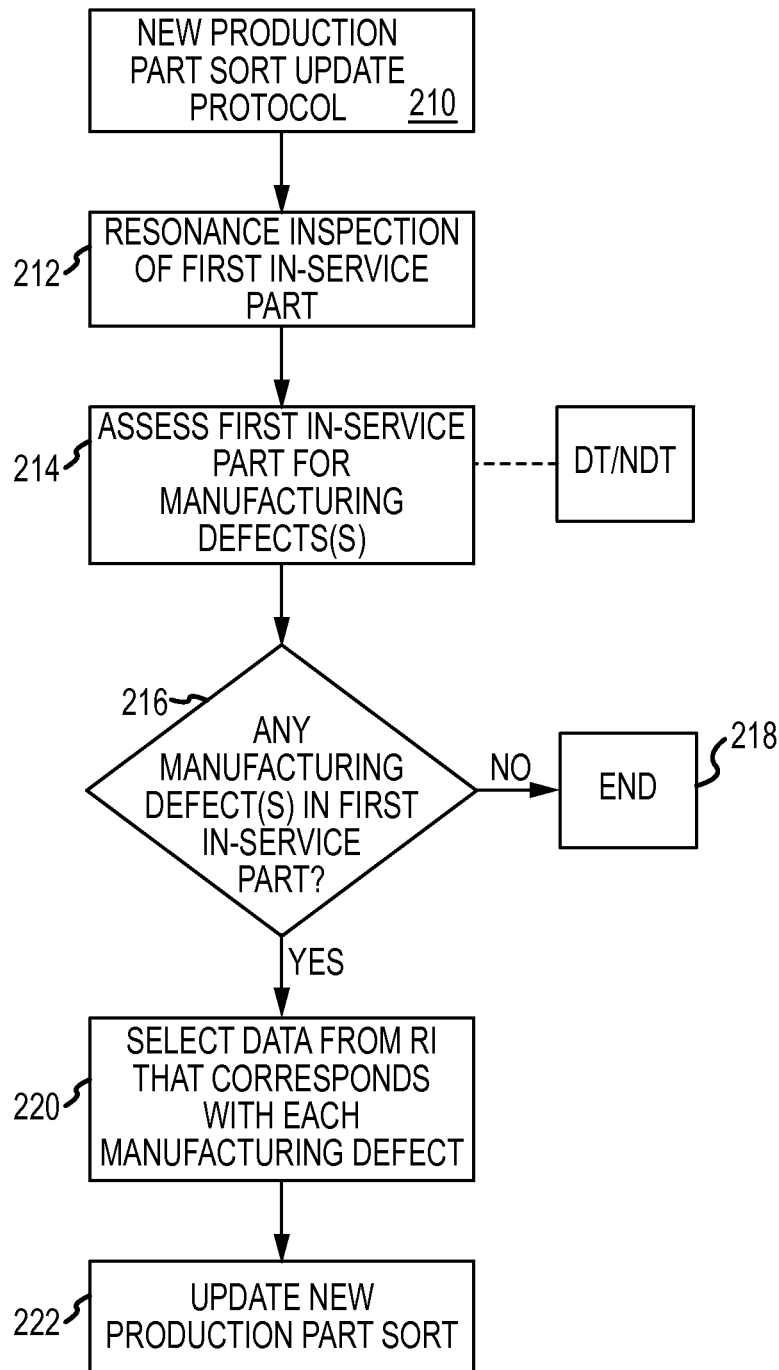 NEW PRODUCTION
PART SORT UPDATE
PROTOCOL 210
RESONANCE INSPECTION
OF FIRST IN-SERVICE
PART
212
ASSESS FIRST IN-SERVICE
PART FOR
MANUFACTURING
DEFECTS(S)
214
DT/NDT
216
ANY
MANUFACTURING
DEFECT(S) IN FIRST
IN-SERVICE
PART?
NO
END
218
YES
SELECT DATA FROM RI
THAT CORRESPONDS
WITH EACH
MANUFACTURING DEFECT
220
UPDATE NEW
PRODUCTION PART SORT
222